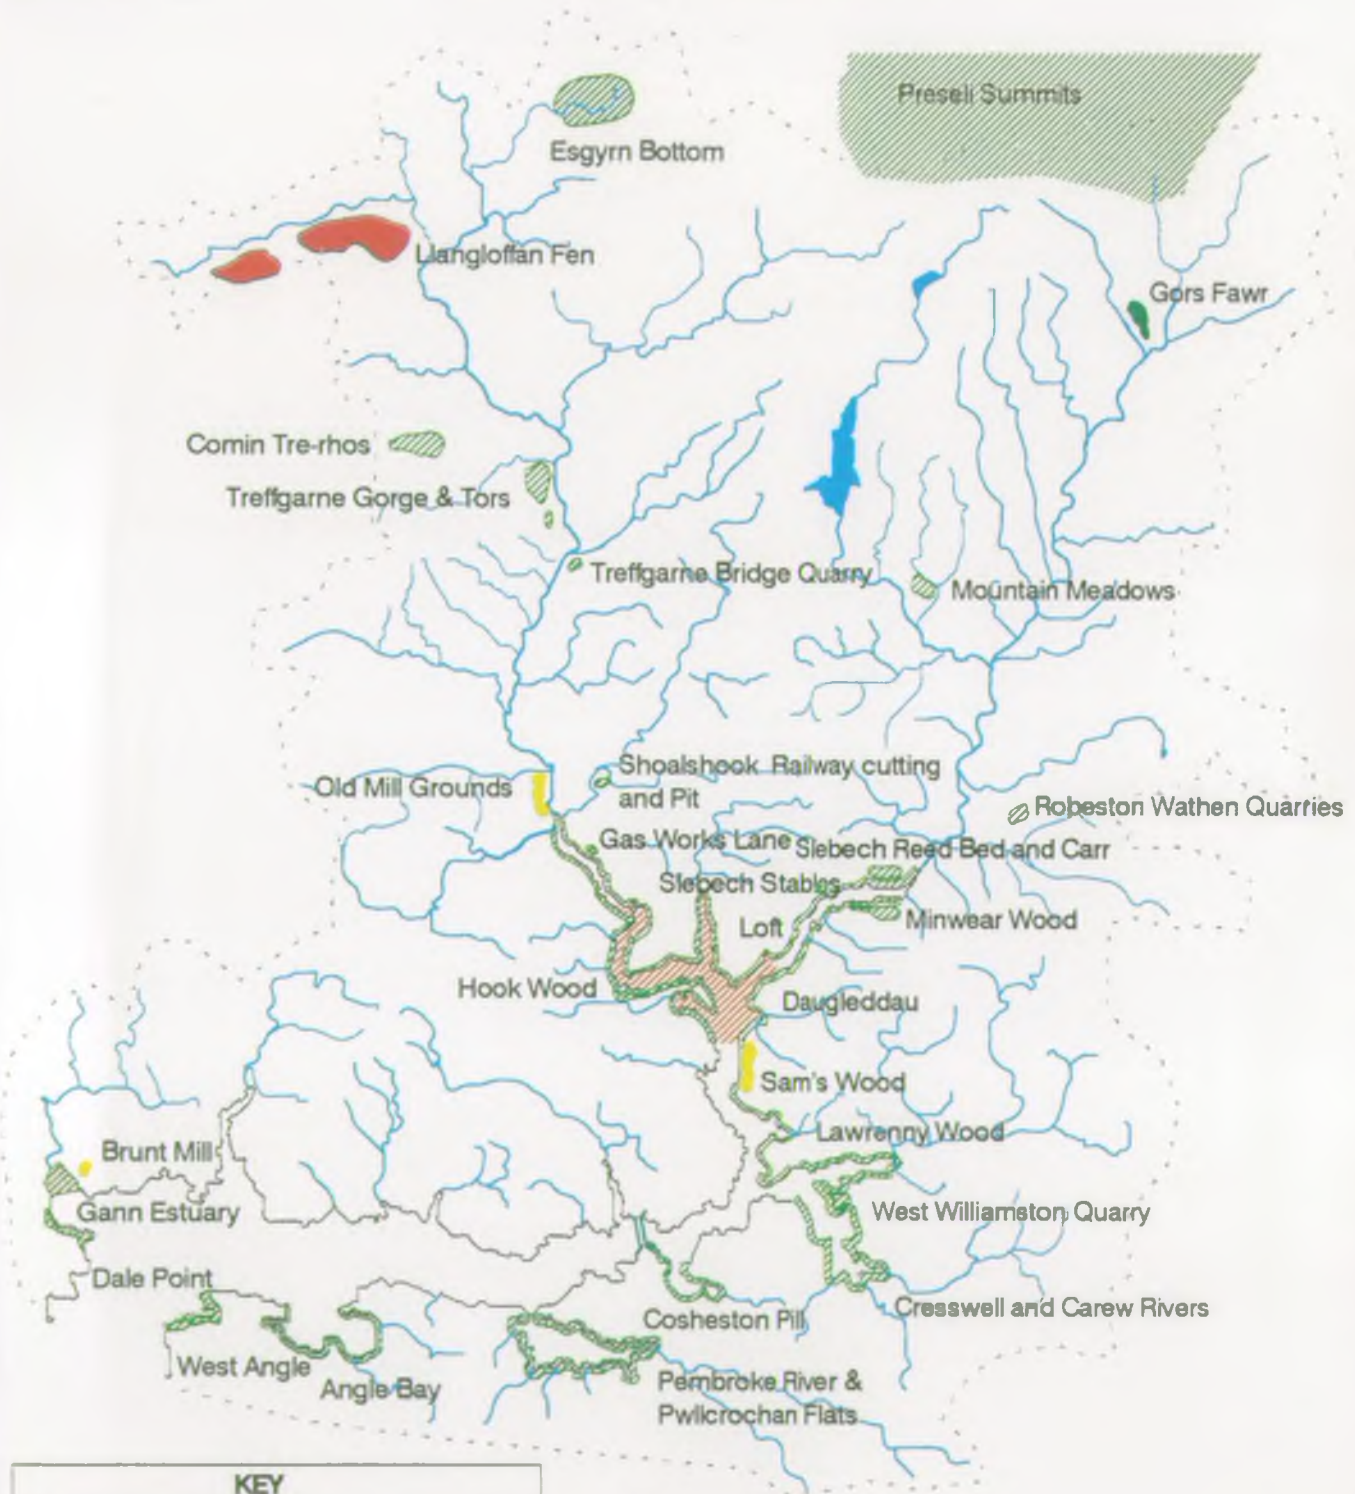 Preseli Summits
Esgyrn Bottom
Llangloffan Fen
Gors Fawr
Comin Tre-rhos
Treffgarne Gorge & Tors
Treffgarne Bridge Quarry
Mountain Meadows
Shoalshook Railway cutting
and Pit
Old Mill Grounds
Robeston Wathen Quarries
Gas Works Lane
Slebech Reed Bed and Carr
Slebech Stables
Loft
Minwear Wood
Hook Wood
Daugleddau
Sam's Wood
Lawrenny Wood
Brunt Mill
Gann Estuary
West Williamston Quarry
Dale Point
Cresswell and Carew Rivers
Cosheston Pill
West Angle
Angle Bay
Pembroke River &
Pwllcrochan Flats
KEY